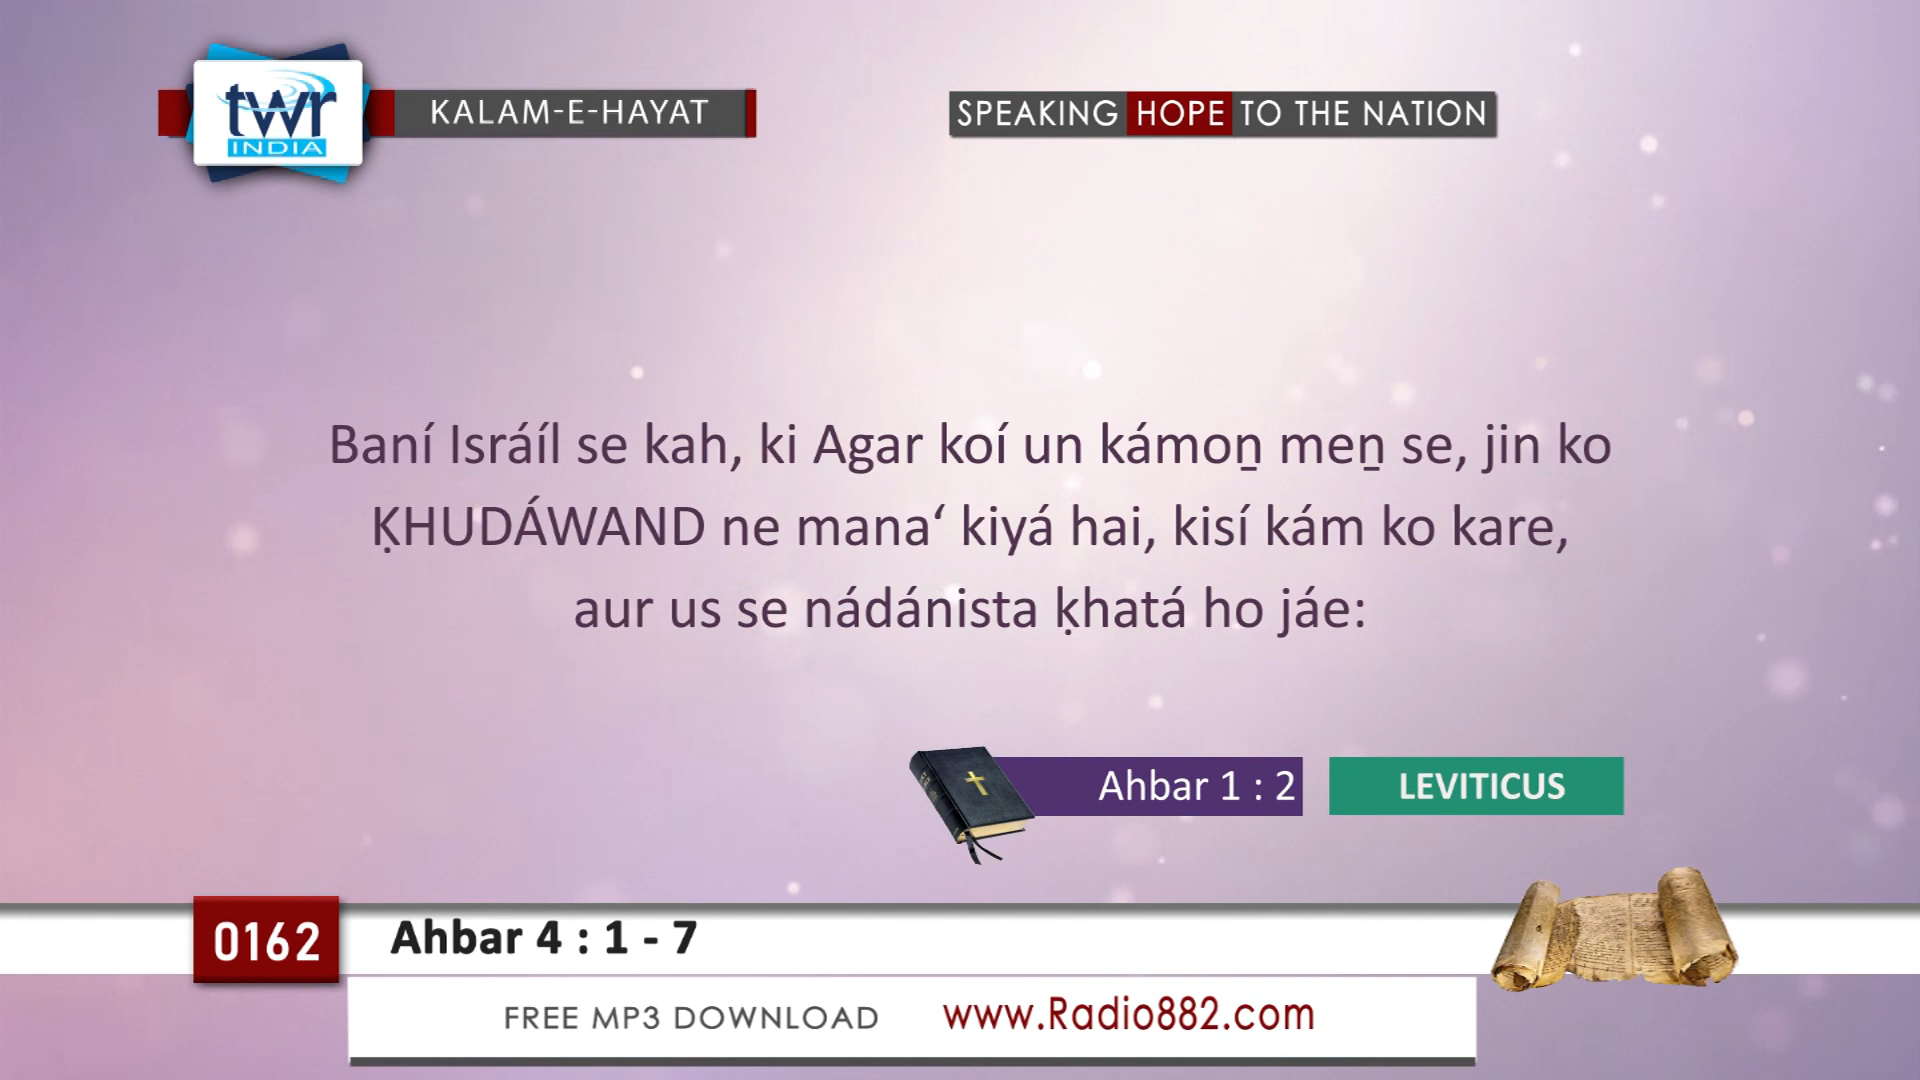 twr
INDIA
KALAM-E-HAYAT
SPEAKING HOPE TO THE NATION
Baní Isráíl se kah, ki Agar koí un kámoṉ meṉ se, jin ko
ḲHUDÁWAND ne mana‘ kiyá hai, kisí kám ko kare,
aur us se nádánista ḳhatá ho jáe:
Ahbar 1 : 2
LEVITICUS
0162
Ahbar 4 : 1 - 7
FREE MP3 DOWNLOAD www.Radio882.com